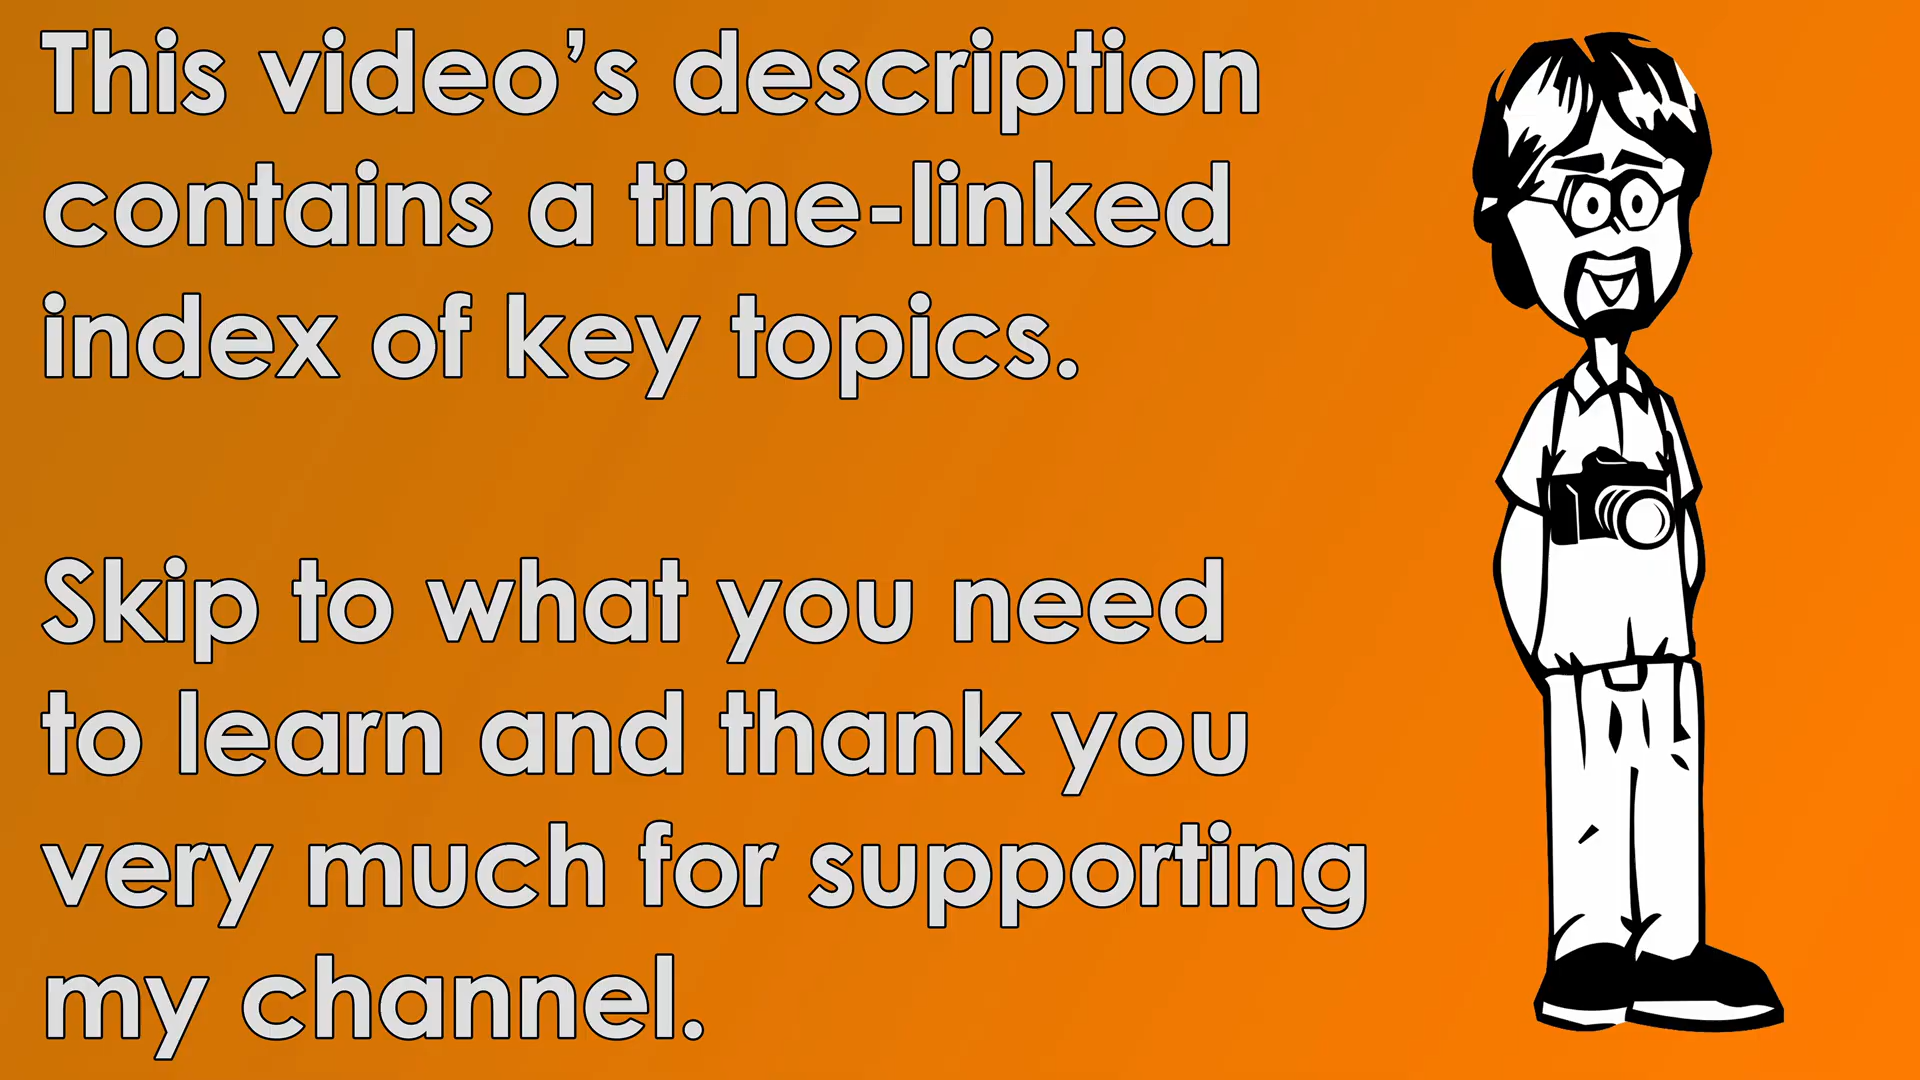 This video’s description
contains a time-linked
index of key topics.
Skip to what you need
to learn and thank you
very much for supporting
my channel.